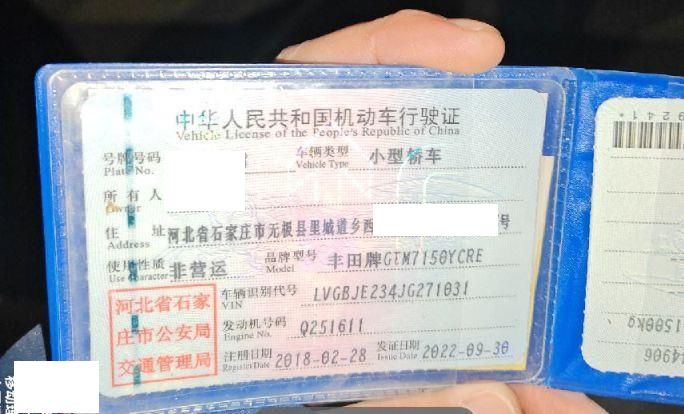 中华人民共和国机动车行驶证
Vehicle License of the People's Republic of China
号牌号码
Plate No.
车辆类型 小型轿车
Vehicle Type
所有人
Owner
住址 河北省石家庄市无极县里城道乡西
Address
号
使用性质 非营运
Use Character
品牌型号 丰田牌GTM7150YCRE
Model
河北省石家
庄市公安局
交通管理局
车辆识别代号 LVGBJE234JG271031
VIN
发动机号码 Q251611
Engine No.
注册日期 2018-02-28
Register Date
发证日期 2022-09-30
Issue Date
1500kg